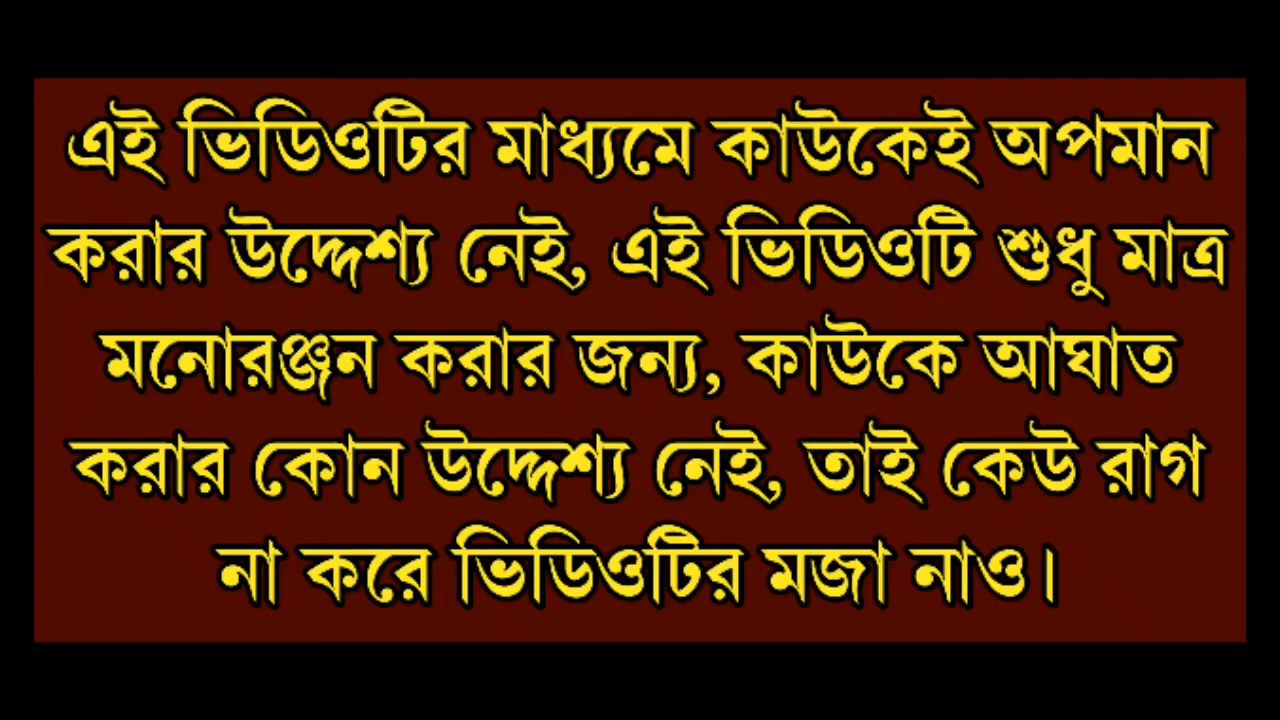 এই ভিডিওটির মাধ্যমে কাউকেই অপমান
করার উদ্দেশ্য নেই, এই ভিডিওটি শুধু মাত্র
মনোরঞ্জন করার জন্য, কাউকে আঘাত
করার কোন উদ্দেশ্য নেই, তাই কেউ রাগ
না করে ভিডিওটির মজা নাও।